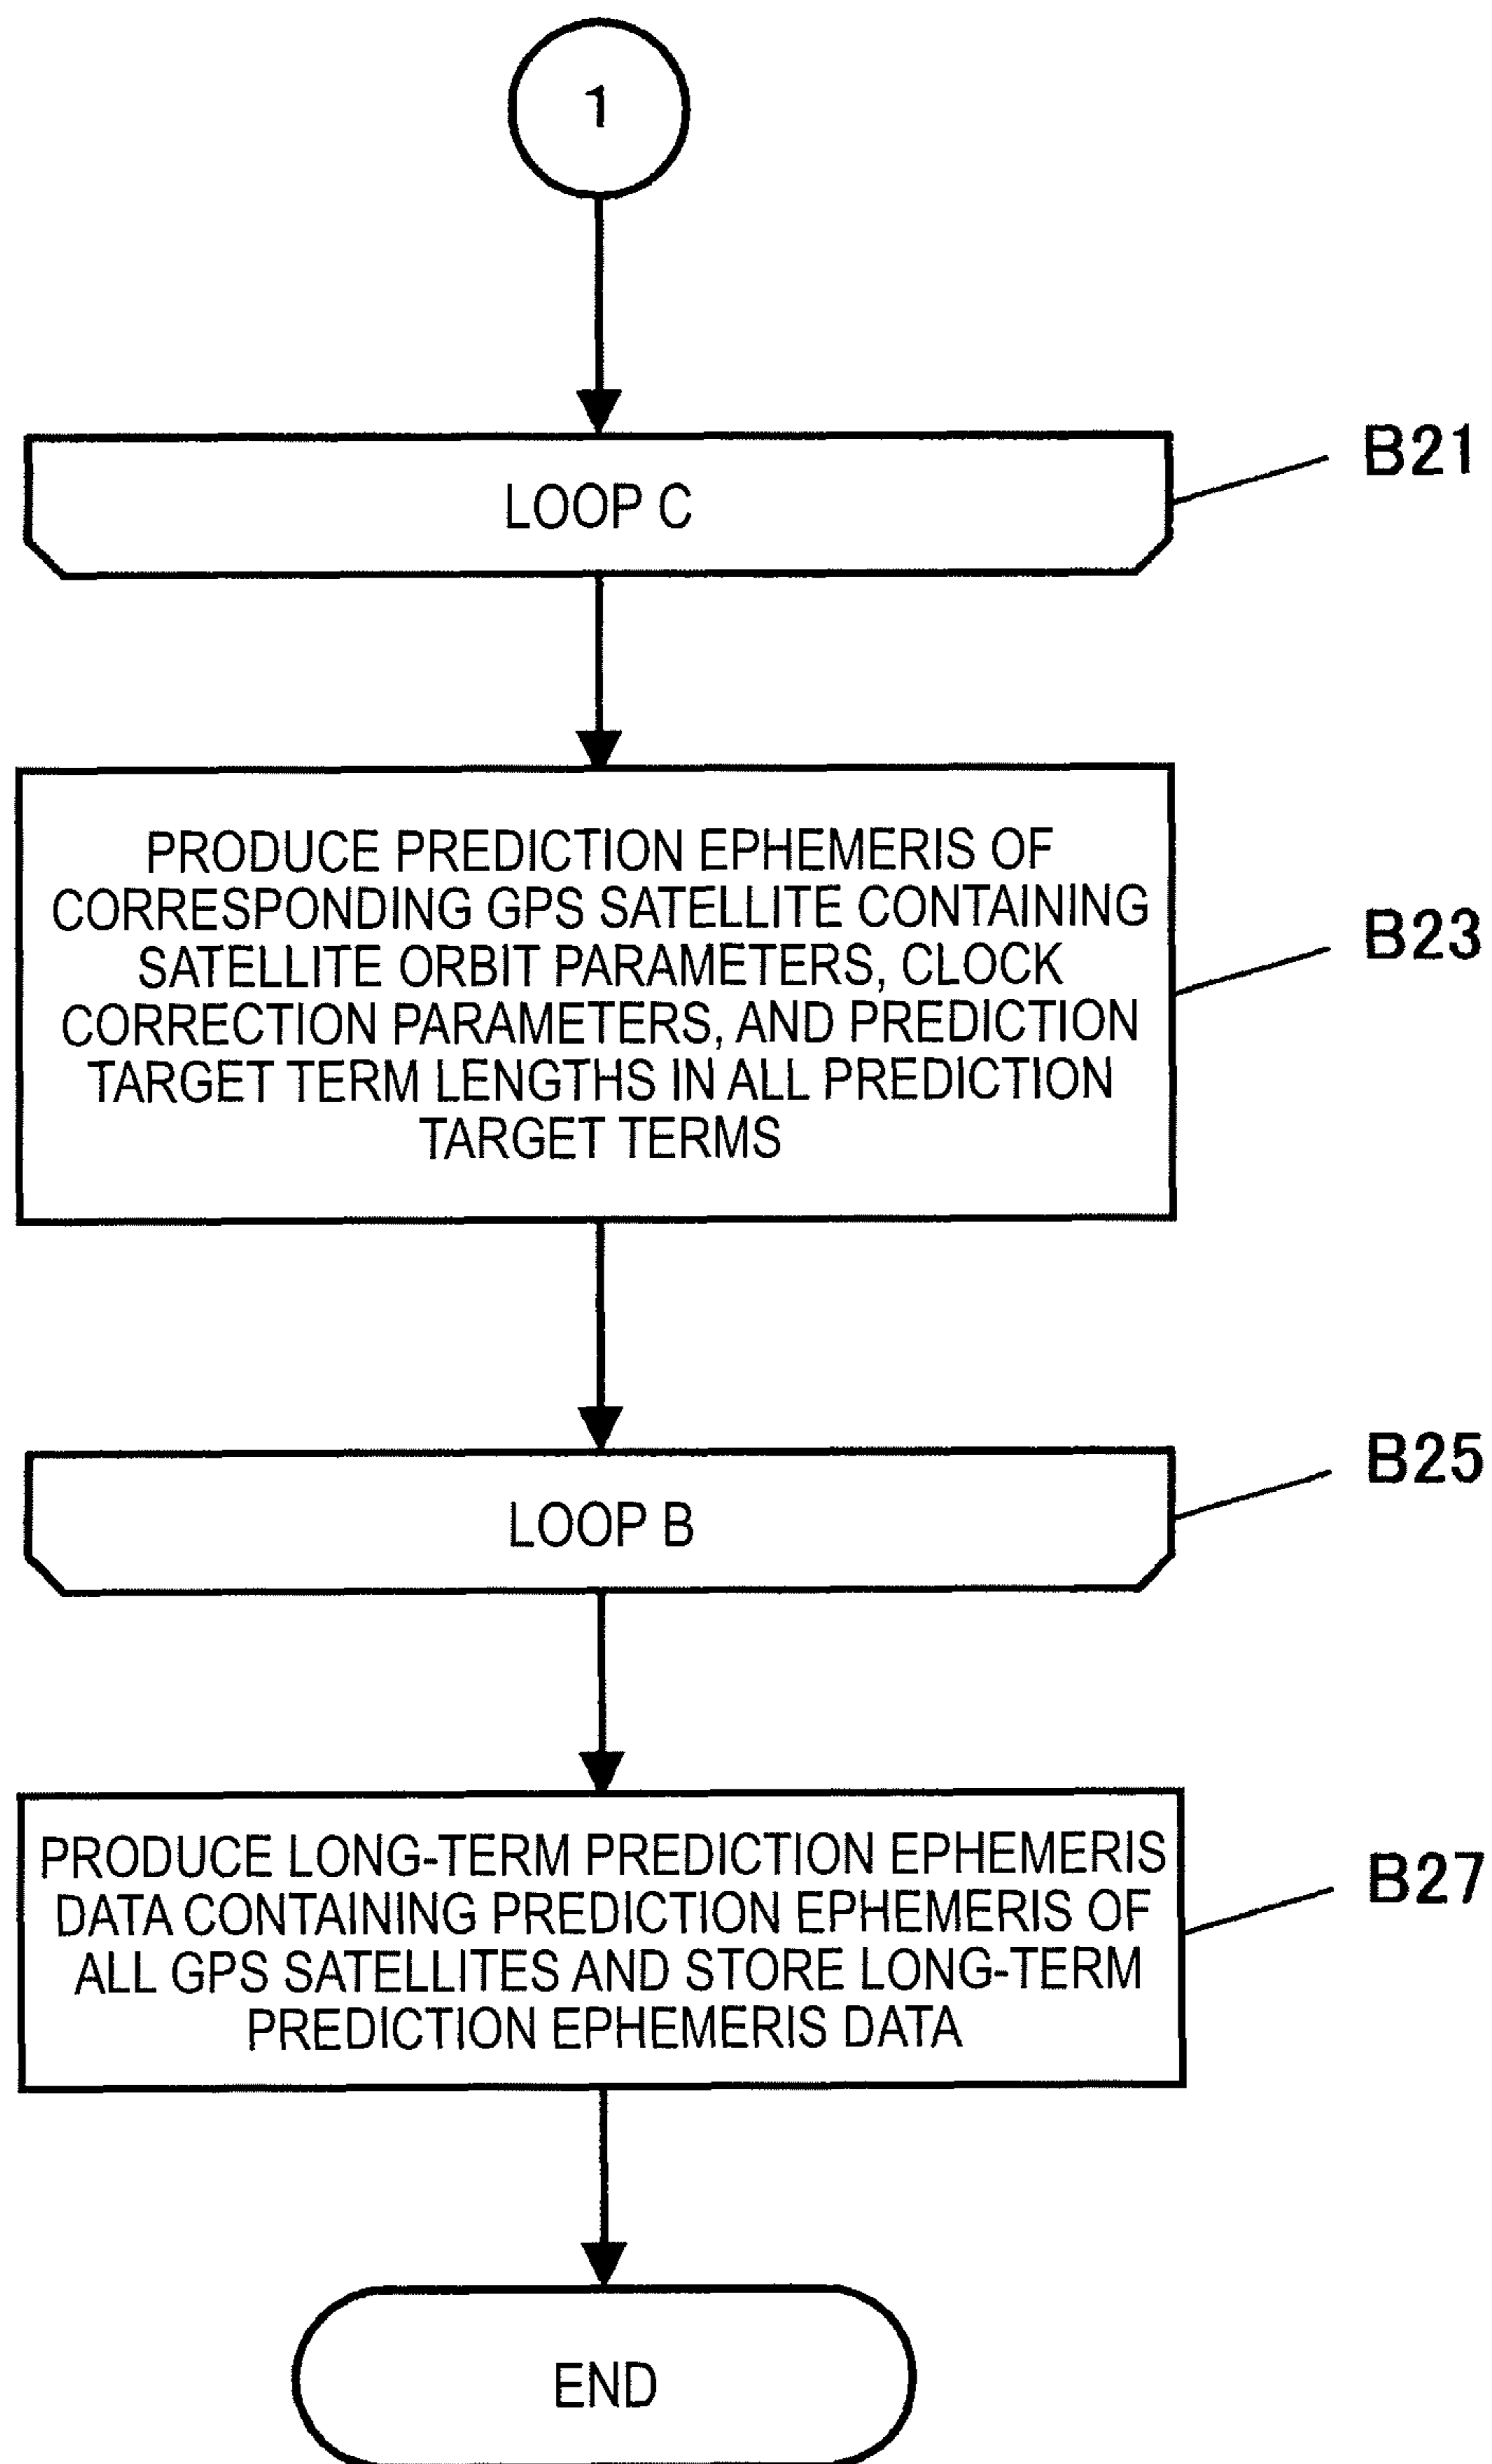 1
LOOP C
B21
PRODUCE PREDICTION EPHEMERIS OF
CORRESPONDING GPS SATELLITE CONTAINING
SATELLITE ORBIT PARAMETERS, CLOCK
CORRECTION PARAMETERS, AND PREDICTION
TARGET TERM LENGTHS IN ALL PREDICTION
TARGET TERMS
B23
LOOP B
B25
PRODUCE LONG-TERM PREDICTION EPHEMERIS
DATA CONTAINING PREDICTION EPHEMERIS OF
ALL GPS SATELLITES AND STORE LONG-TERM
PREDICTION EPHEMERIS DATA
B27
END